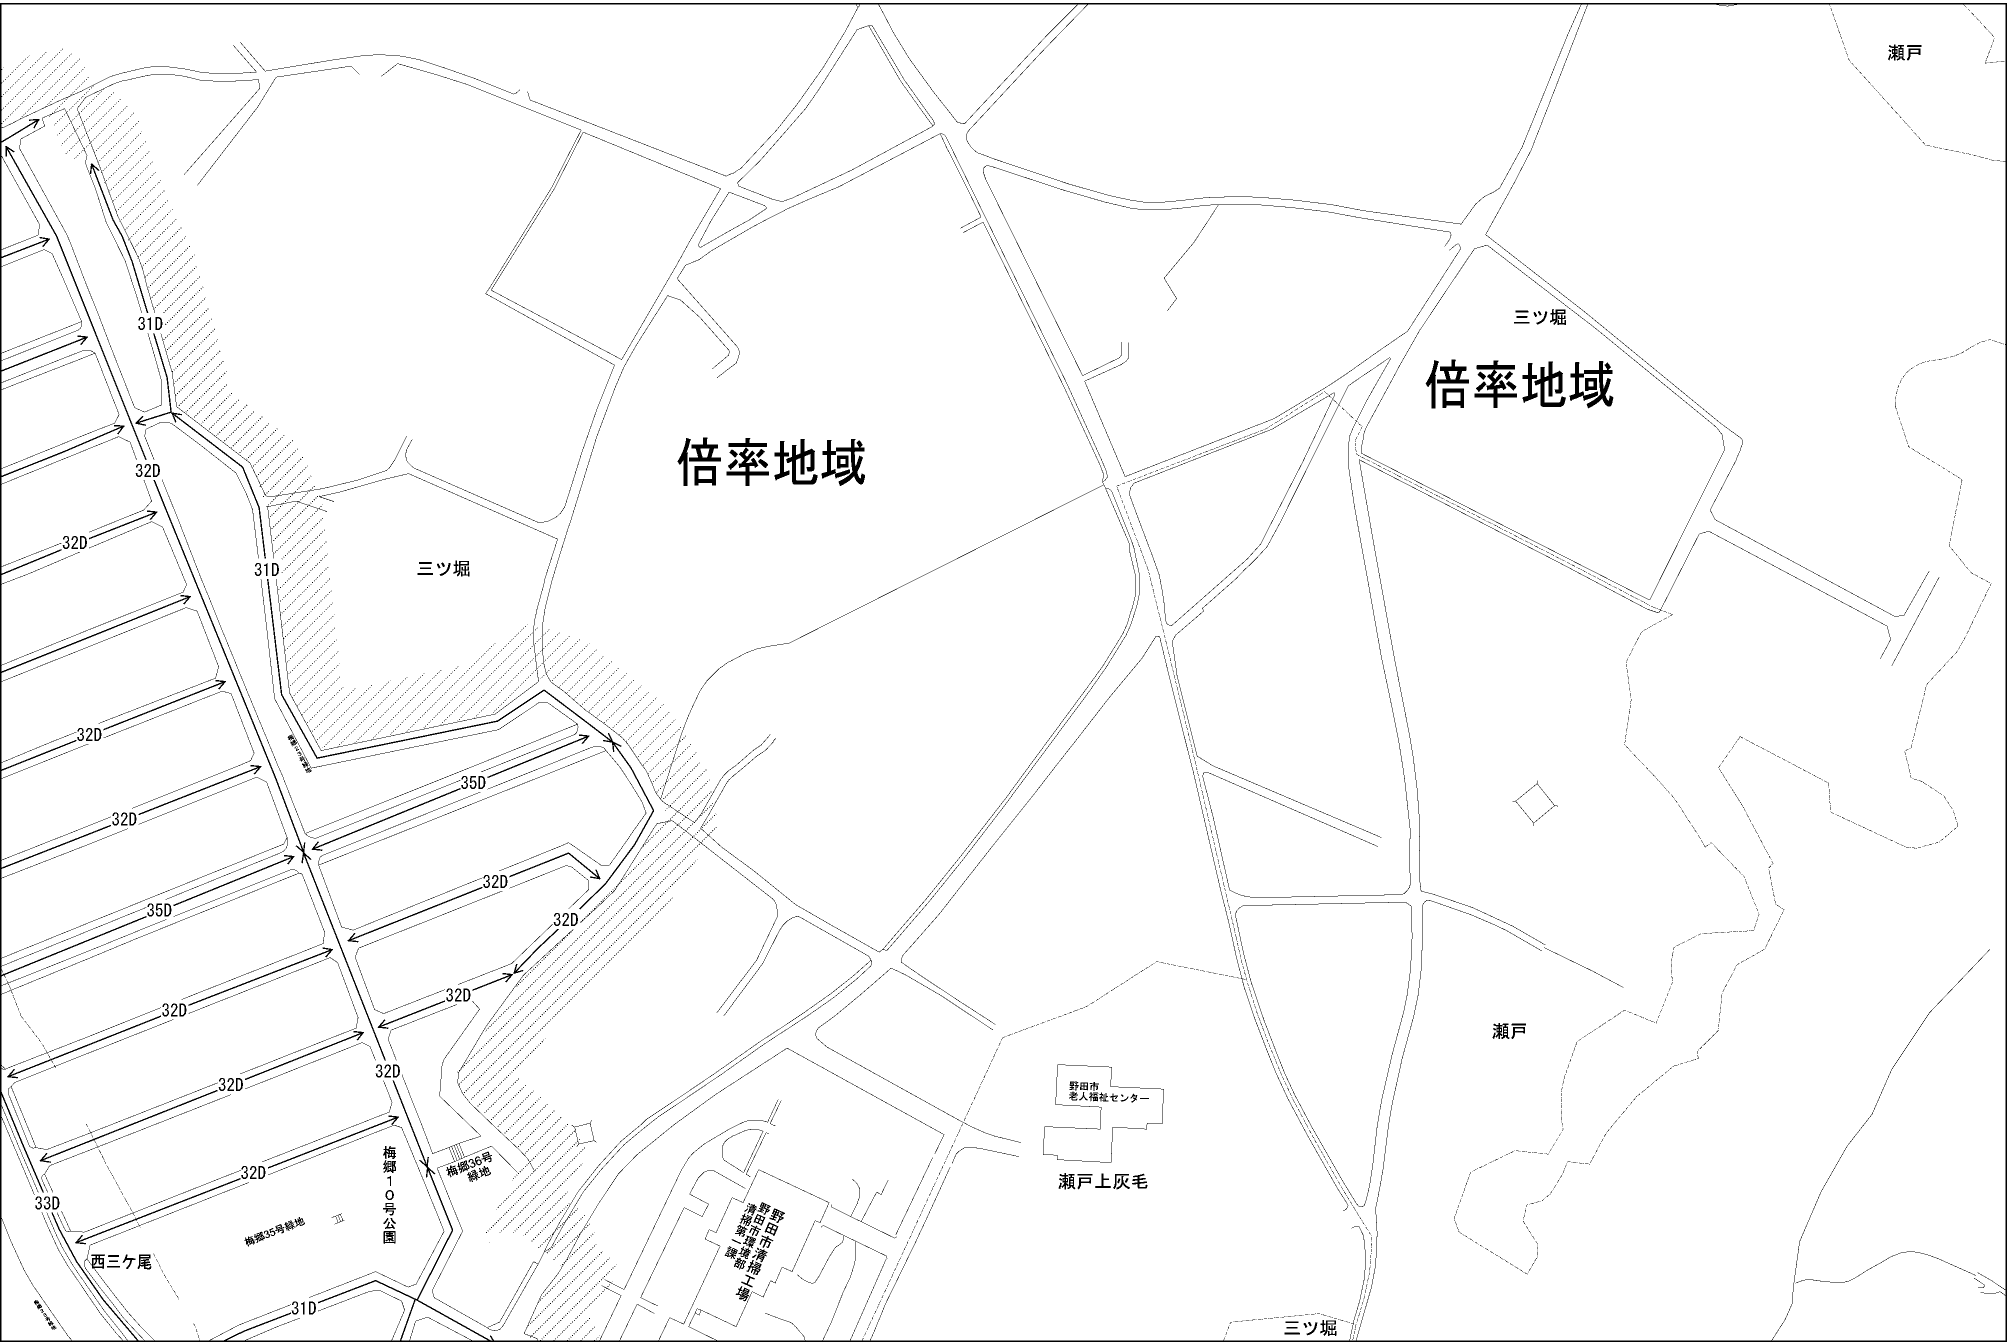 瀬戸
三ツ堀
倍率地域
31D
倍率地域
32D
32D
31D
三ツ堀
32D
35D
32D
32D
35D
32D
32D
32D
瀬戸
32D
32D
32D
野田市
老人福祉センター
梅郷36号
緑地
32D
梅郷10号公園
瀬戸上灰毛
33D
梅郷35号緑地
野田市清掃工場
野田市環境部
清掃第一課
西三ケ尾
31D
三ツ堀